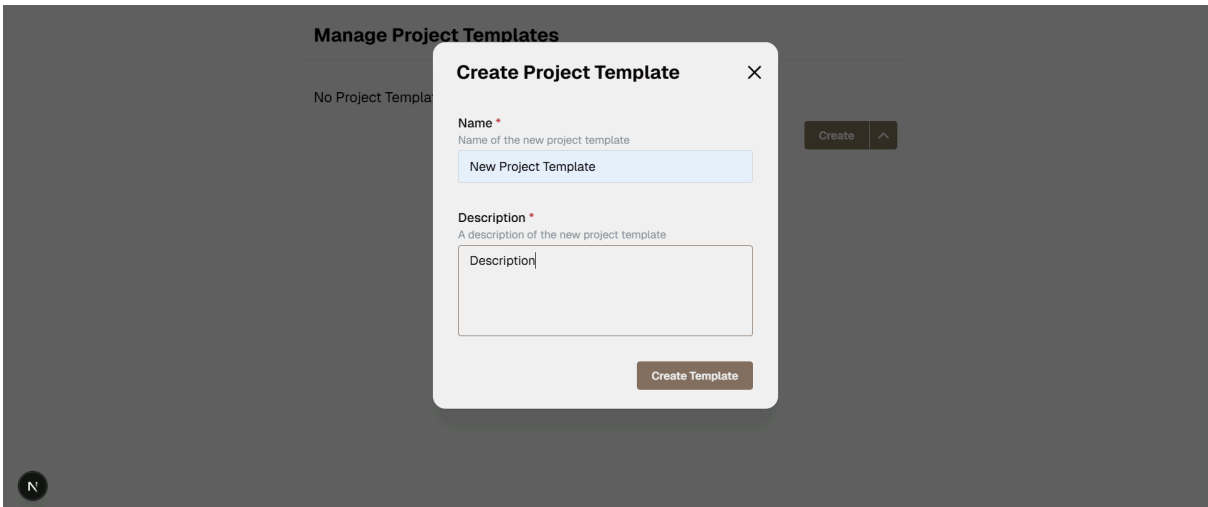 Manage Project Templates
Create Project Template
No Project Templa
Name *
Name of the new project template
Create
New Project Template
Description *
A description of the new project template
Description
Create Template
N